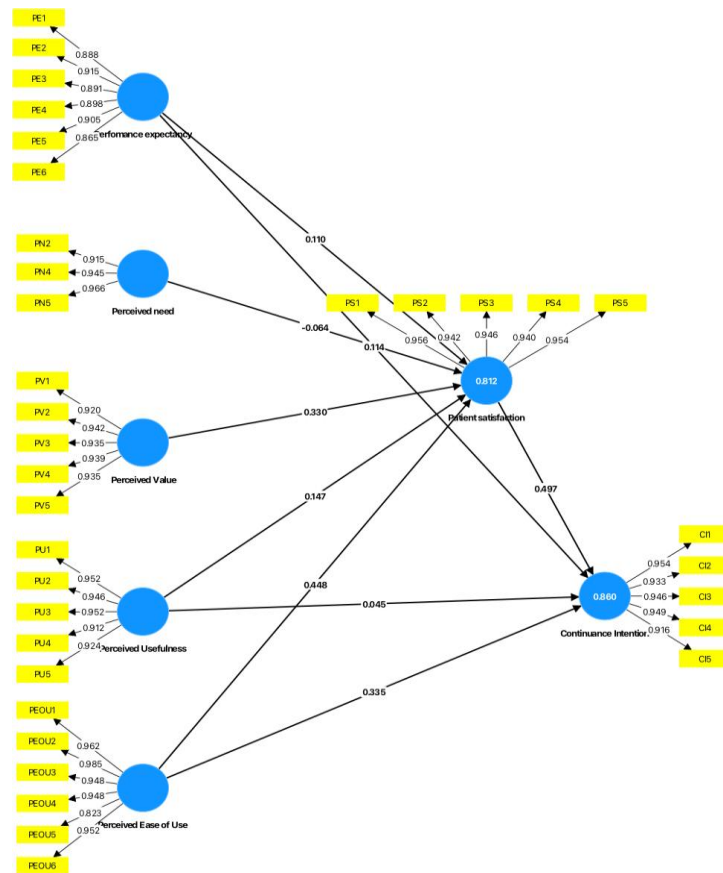 PE1
0.888
PE2
0.915
PE3
0.891
PE4
0.898
PE5
0.905
PE6
0.865
erfomance expectancy
0.110
PN2
0.915
PN4
0.945
PN5
0.966
Perceived need
-0.064
0.114
PS1
PS2
PS3
PS4
PS5
0.956
0.942
0.946
0.940
0.954
0.812
Patient satisfaction
PV1
0.920
PV2
0.942
PV3
0.935
PV4
0.939
PV5
0.935
Perceived Value
0.330
0.147
0.497
PU1
0.952
PU2
0.946
PU3
0.952
PU4
0.912
PU5
0.924
erceived Usefulness
0.448
0.045
0.335
CI1
0.954
CI2
0.933
CI3
0.946
CI4
0.949
CI5
0.916
0.860
Continuance Intention
PEOU1
0.962
PEOU2
0.985
PEOU3
0.948
PEOU4
0.948
PEOU5
0.823
PEOU6
0.952
erceived Ease of Use